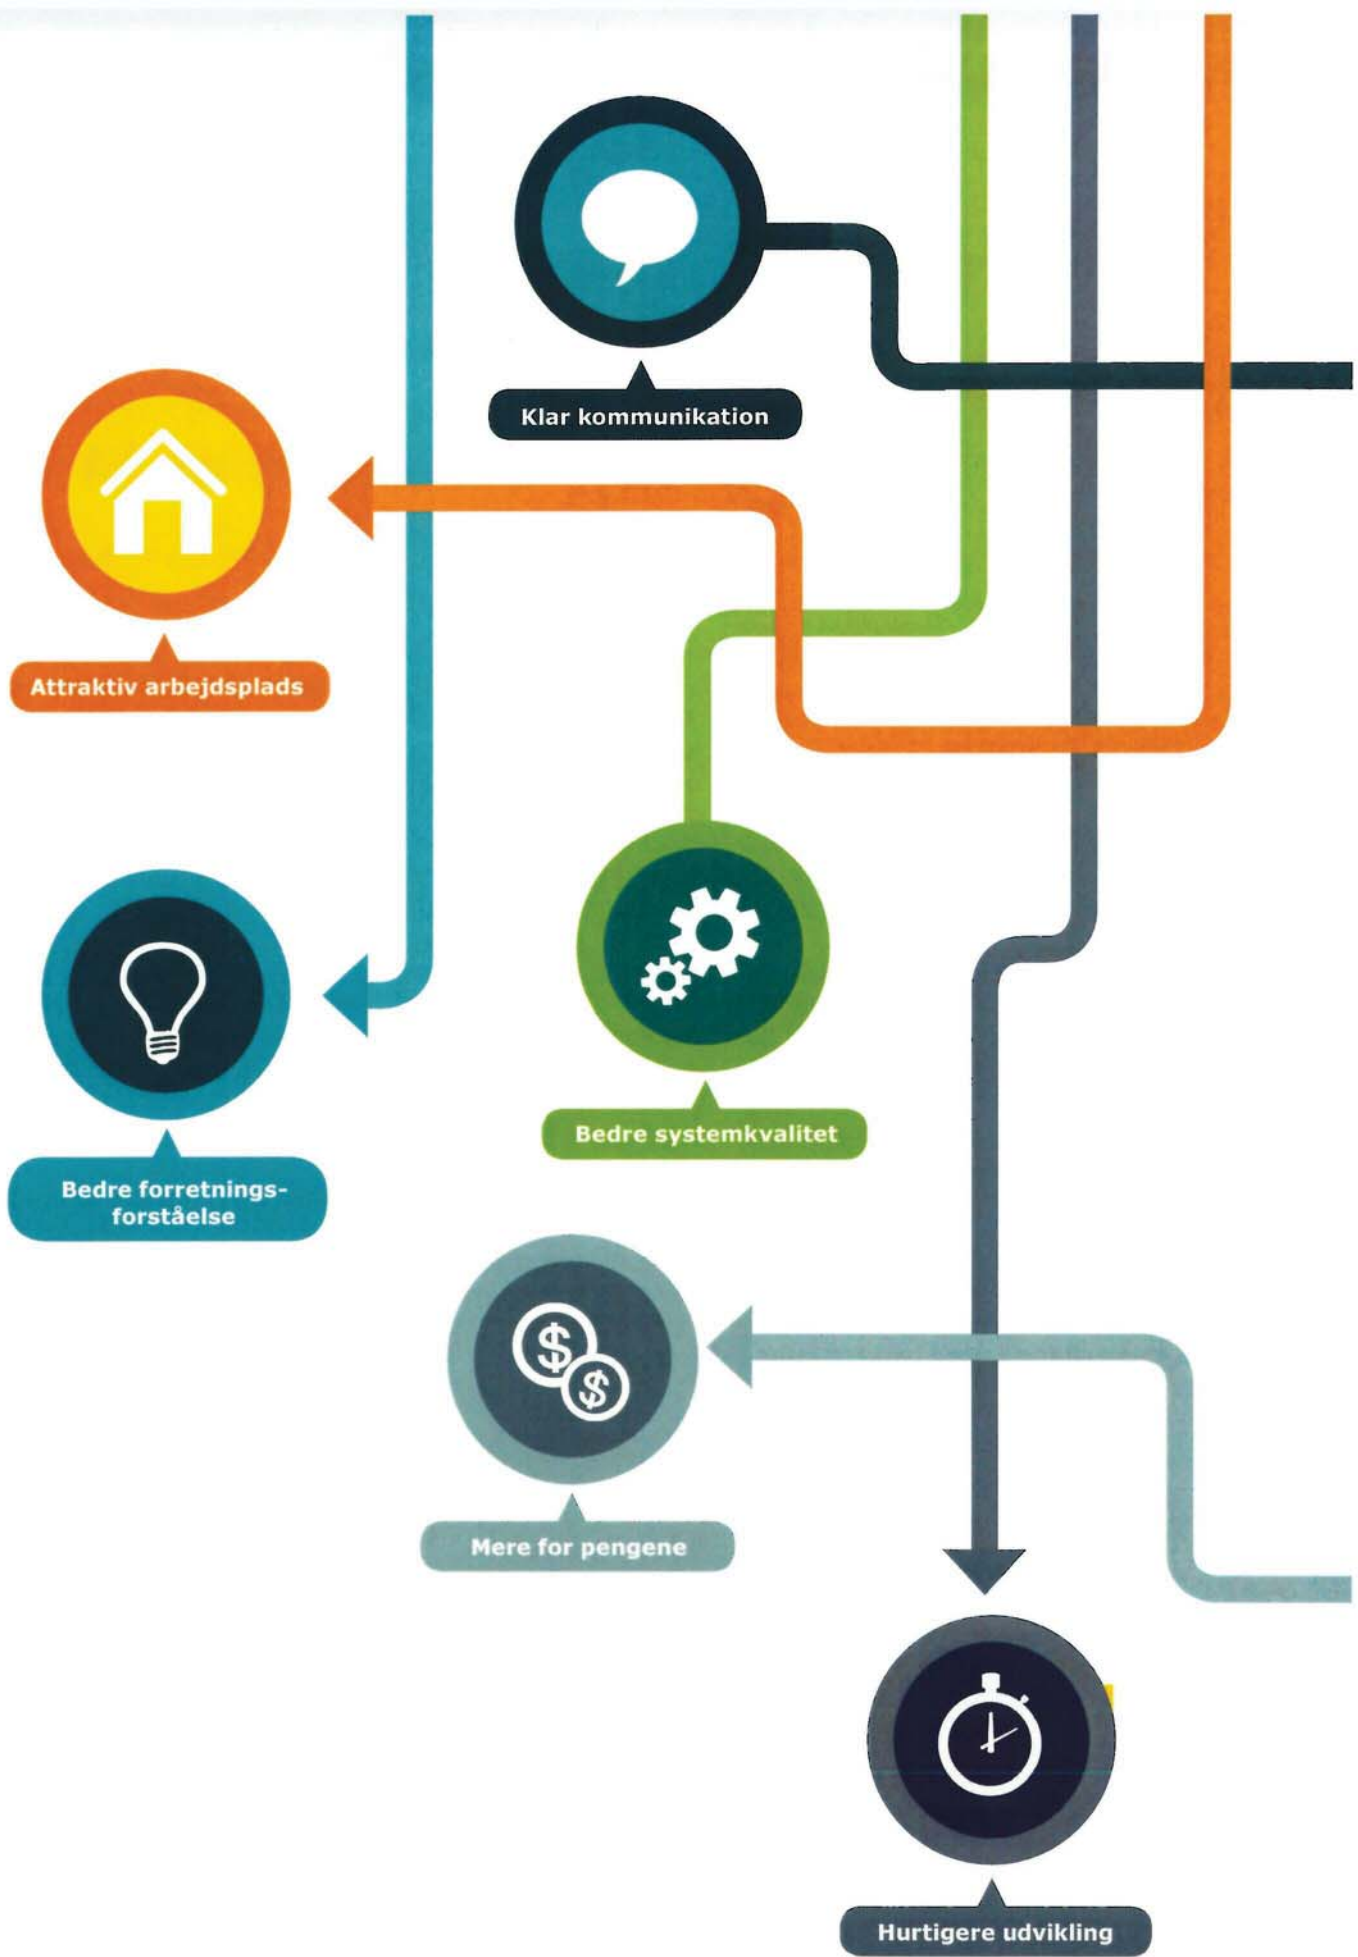 Klar kommunikation
Attraktiv arbejdsplads
Bedre systemkvalitet
Bedre forretnings-
forståelse
Mere for pengene
Hurtigere udvikling